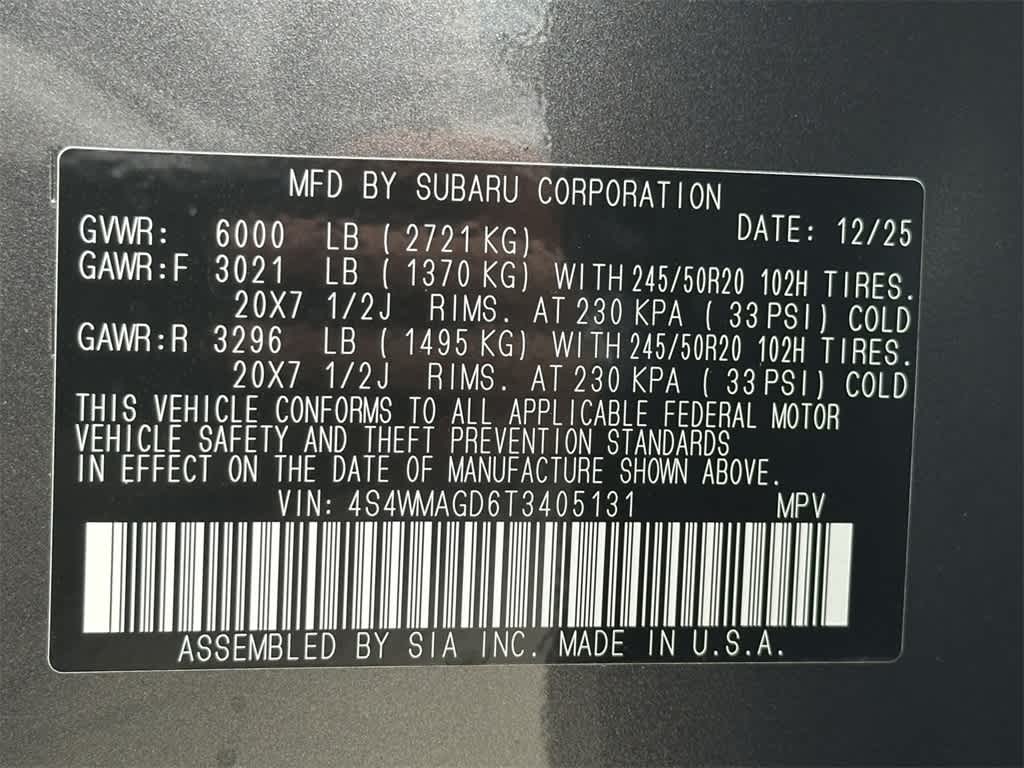 MFD BY SUBARU CORPORATION
GVWR: 6000 LB ( 2721 KG) DATE: 12/25
GAWR:F 3021 LB ( 1370 KG) WITH 245/50R20 102H TIRES.
20X7 1/2J RIMS. AT 230 KPA ( 33 PSI) COLD
GAWR:R 3296 LB ( 1495 KG) WITH 245/50R20 102H TIRES.
20X7 1/2J RIMS. AT 230 KPA ( 33 PSI) COLD
THIS VEHICLE CONFORMS TO ALL APPLICABLE FEDERAL MOTOR
VEHICLE SAFETY AND THEFT PREVENTION STANDARDS
IN EFFECT ON THE DATE OF MANUFACTURE SHOWN ABOVE.
VIN: 4S4WMAGD6T3405131 MPV
ASSEMBLED BY SIA INC. MADE IN U.S.A.